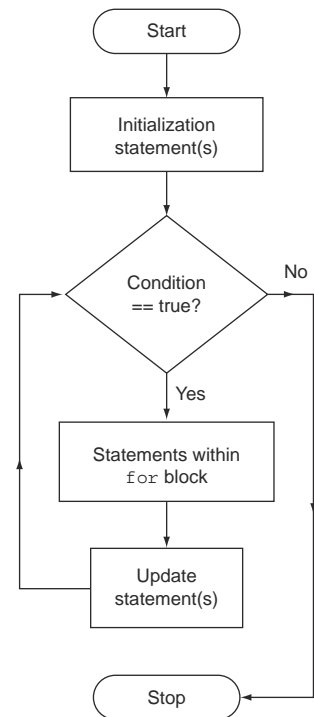 Start
Initialization
statement(s)
Condition
== true?
No
Yes
Statements within
for block
Update
statement(s)
Stop